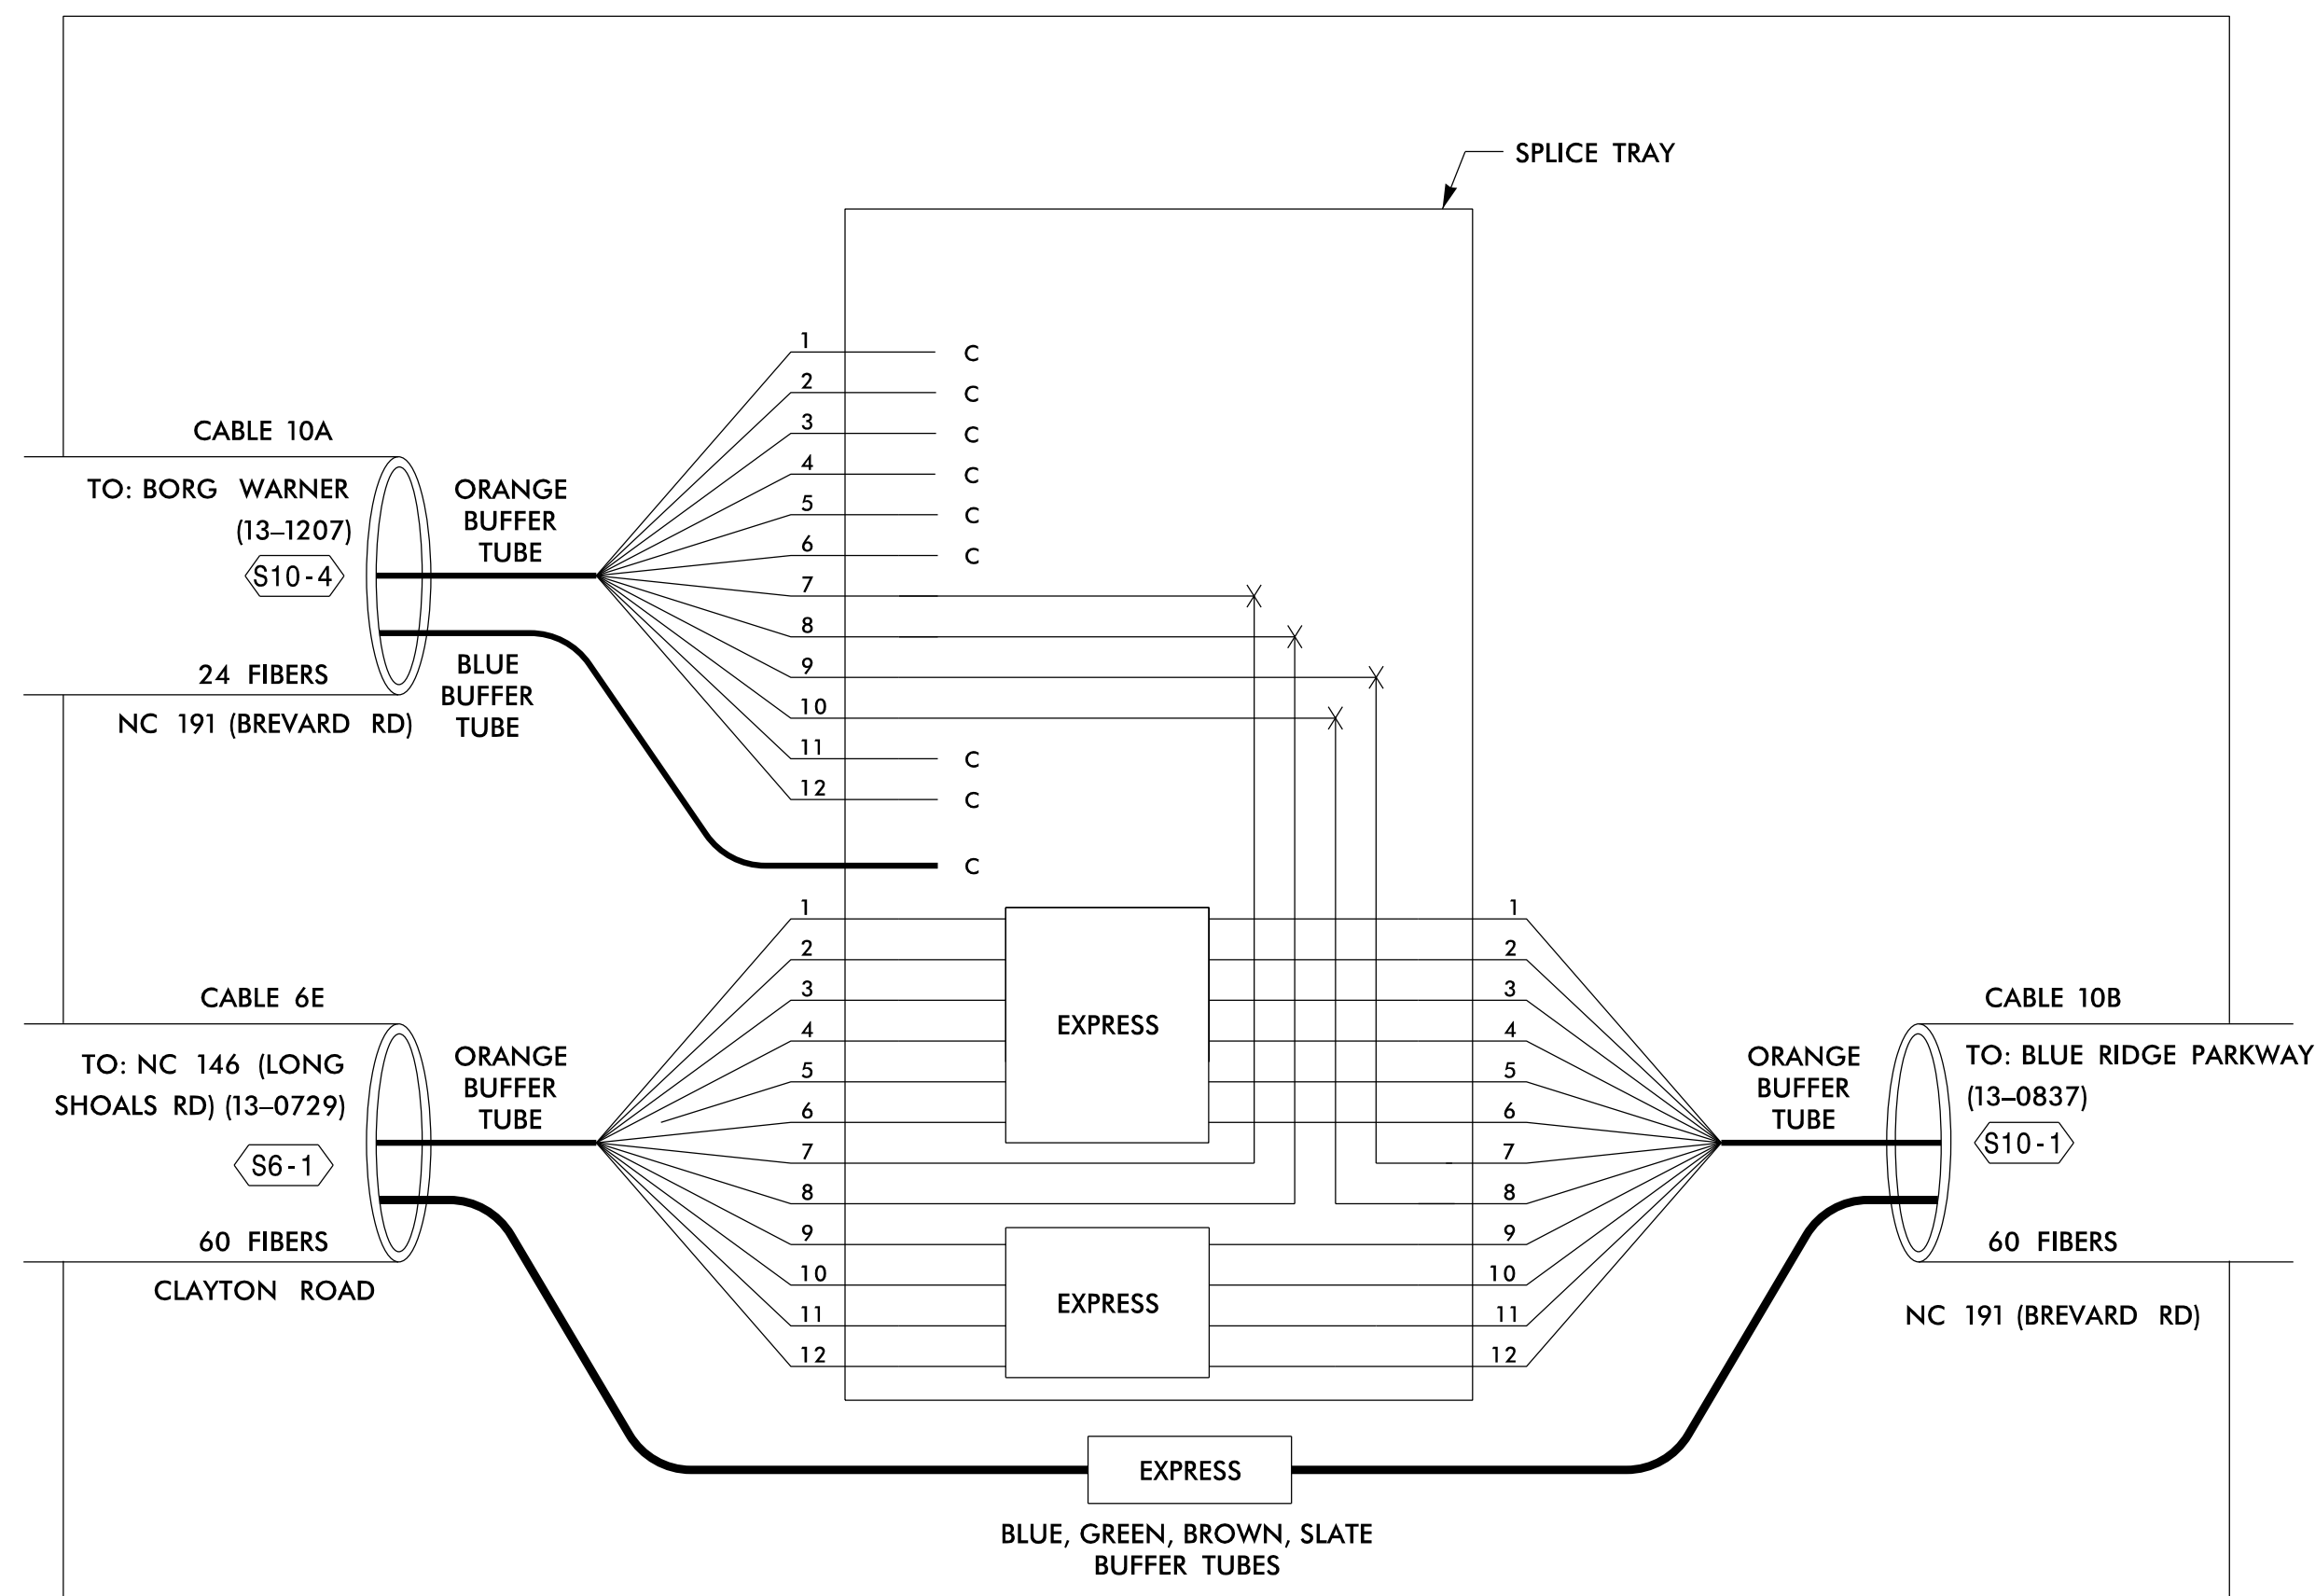 SPLICE TRAY
CABLE 10A
TO: BORG WARNER
(13–1207)
S10-4
24 FIBERS
NC 191 (BREVARD RD)
ORANGE
BUFFER
TUBE
BLUE
BUFFER
TUBE
1 C
2 C
3 C
4 C
5 C
6 C
7
8
9
10
11 C
12 C
C
CABLE 6E
TO: NC 146 (LONG
SHOALS RD) (13–0729)
S6-1
60 FIBERS
CLAYTON ROAD
ORANGE
BUFFER
TUBE
1
2
3
4
5
6
7
8
9
10
11
12
EXPRESS
EXPRESS
1
2
3
4
5
6
7
8
9
10
11
12
ORANGE
BUFFER
TUBE
CABLE 10B
TO: BLUE RIDGE PARKWAY
(13–0837)
S10-1
60 FIBERS
NC 191 (BREVARD RD)
EXPRESS
BLUE, GREEN, BROWN, SLATE
BUFFER TUBES